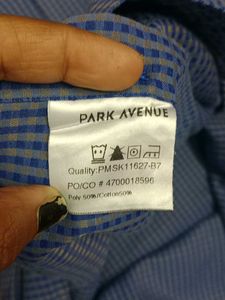 PARK AVENUE
Quality:PMSK11627-B7
PO/CO # 4700018596
Poly 50%/Cotton50%